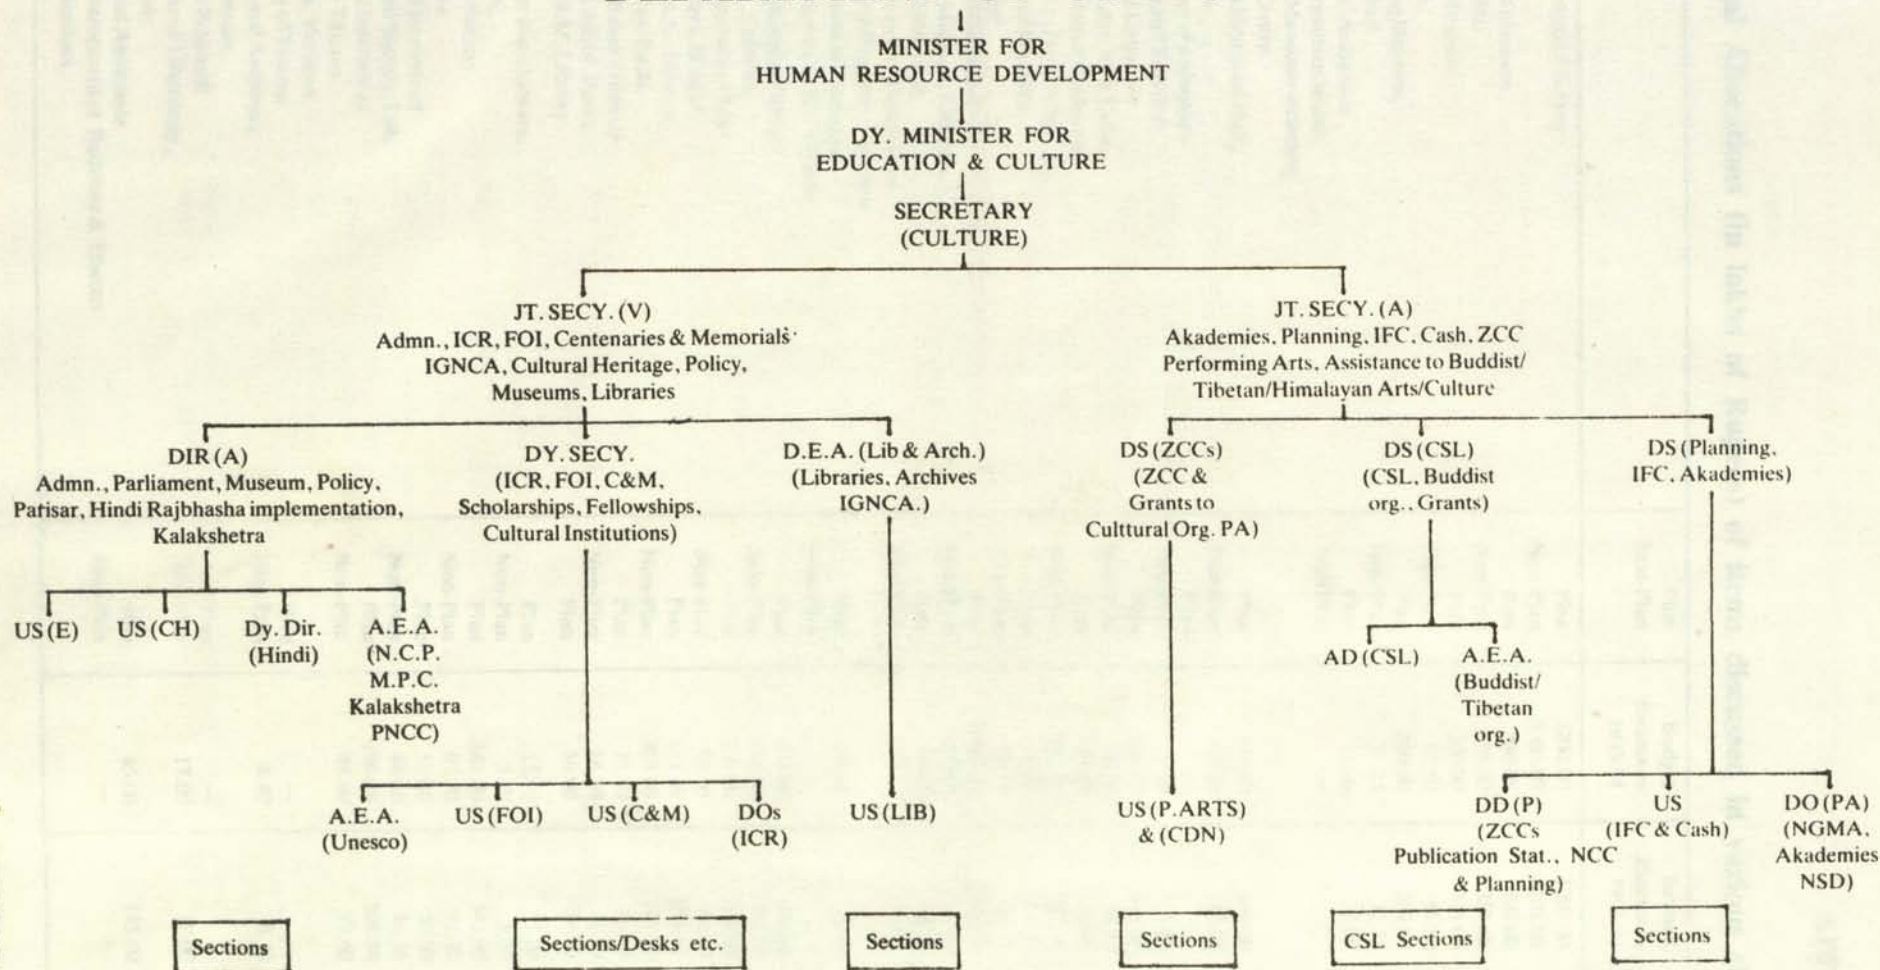 MINISTER FOR
HUMAN RESOURCE DEVELOPMENT
DY. MINISTER FOR
EDUCATION & CULTURE
SECRETARY
(CULTURE)
JT. SECY. (V)
Admn., ICR, FOI, Centenaries & Memorials
IGNCA, Cultural Heritage, Policy,
Museums, Libraries
JT. SECY. (A)
Akademies, Planning, IFC, Cash, ZCC
Performing Arts, Assistance to Buddist/
Tibetan/Himalayan Arts/Culture
DIR (A)
Admn., Parliament, Museum, Policy,
Parisar, Hindi Rajbhasha implementation,
Kalakshetra
DY. SECY.
(ICR, FOI, C&M,
Scholarships, Fellowships,
Cultural Institutions)
D.E.A. (Lib & Arch.)
(Libraries, Archives
IGNCA.)
DS (ZCCs)
(ZCC &
Grants to
Culttural Org. PA)
DS (CSL)
(CSL, Buddist
org., Grants)
DS (Planning,
IFC, Akademies)
US (E)
US (CH)
Dy. Dir.
(Hindi)
A.E.A.
(N.C.P.
M.P.C.
Kalakshetra
PNCC)
AD (CSL)
A.E.A.
(Buddist/
Tibetan
org.)
A.E.A.
(Unesco)
US (FOI)
US (C&M)
DOs
(ICR)
US (LIB)
US (P.ARTS)
& (CDN)
DD (P)
(ZCCs
Publication Stat., NCC
& Planning)
US
(IFC & Cash)
DO (PA)
(NGMA,
Akademies
NSD)
Sections
Sections/Desks etc.
Sections
Sections
CSL Sections
Sections